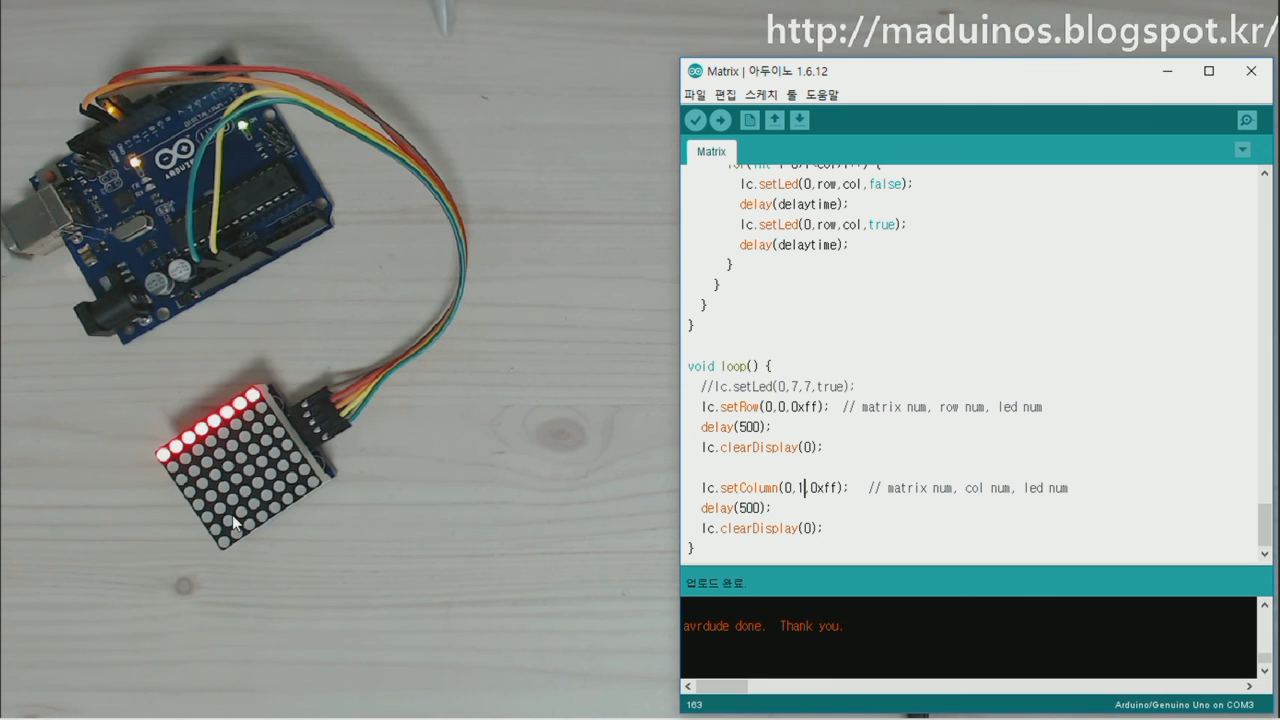 http://maduinos.blogspot.kr/
Matrix | 아두이노 1.6.12
파일 편집 스케치 툴 도움말
Matrix
lc.setLed(0,row,col,false);
delay(delaytime);
lc.setLed(0,row,col,true);
delay(delaytime);
}
}
}
}
void loop() {
//lc.setLed(0,7,7,true);
lc.setRow(0,0,0xff); // matrix num, row num, led num
delay(500);
lc.clearDisplay(0);
lc.setColumn(0,1,0xff); // matrix num, col num, led num
delay(500);
lc.clearDisplay(0);
}
업로드 완료.
avrdude done. Thank you.
163
Arduino/Genuino Uno on COM3